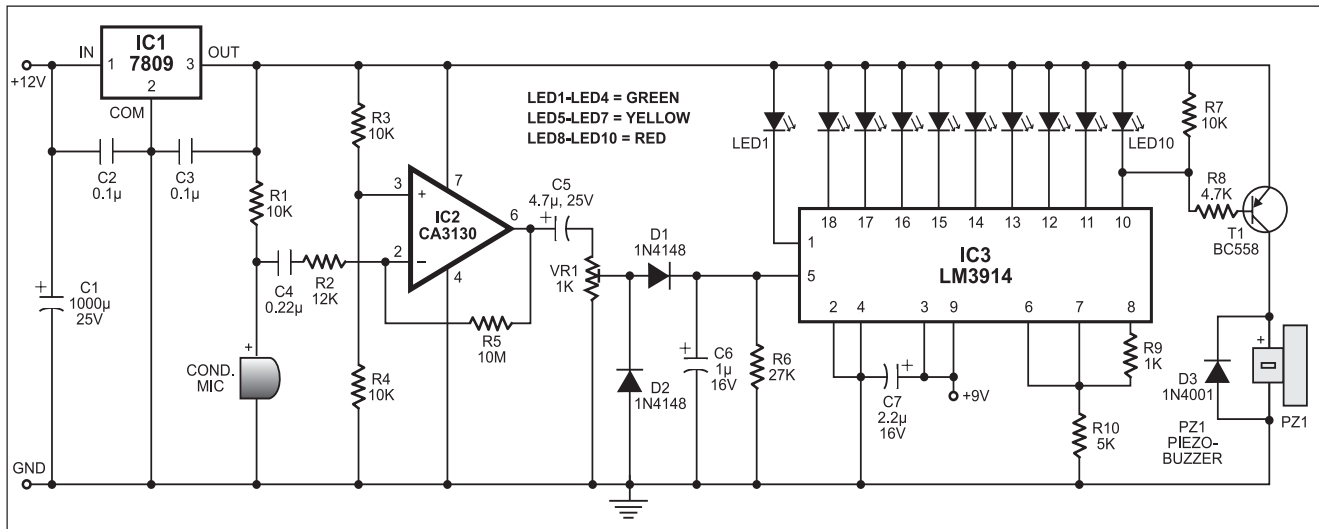 IC1
7809
IN
1
3
OUT
2
COM
+12V
C2
0.1µ
C3
0.1µ
+
C1
1000µ
25V
GND
R1
10K
C4
0.22µ
R2
12K
+
COND.
MIC
R3
10K
R4
10K
3
+
7
IC2
CA3130
6
2
–
4
R5
10M
C5
4.7µ, 25V
+
VR1
1K
D1
1N4148
D2
1N4148
+
C6
1µ
16V
R6
27K
LED1-LED4 = GREEN
LED5-LED7 = YELLOW
LED8-LED10 = RED
LED1
LED10
18
17
16
15
14
13
12
11
10
1
5
IC3
LM3914
2
4
3
9
6
7
8
+
C7
2.2µ
16V
+9V
R9
1K
R10
5K
R7
10K
R8
4.7K
T1
BC558
D3
1N4001
+
PZ1
PZ1
PIEZO-
BUZZER